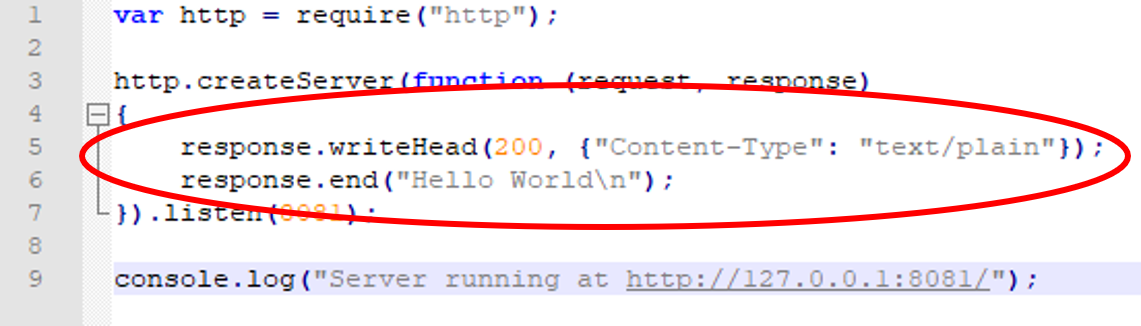 1 var http = require("http");
2
3 http.createServer(function (request, response)
4 {
5 response.writeHead(200, {"Content-Type": "text/plain"});
6 response.end("Hello World\n");
7 }).listen(8081);
8
9 console.log("Server running at http://127.0.0.1:8081/");